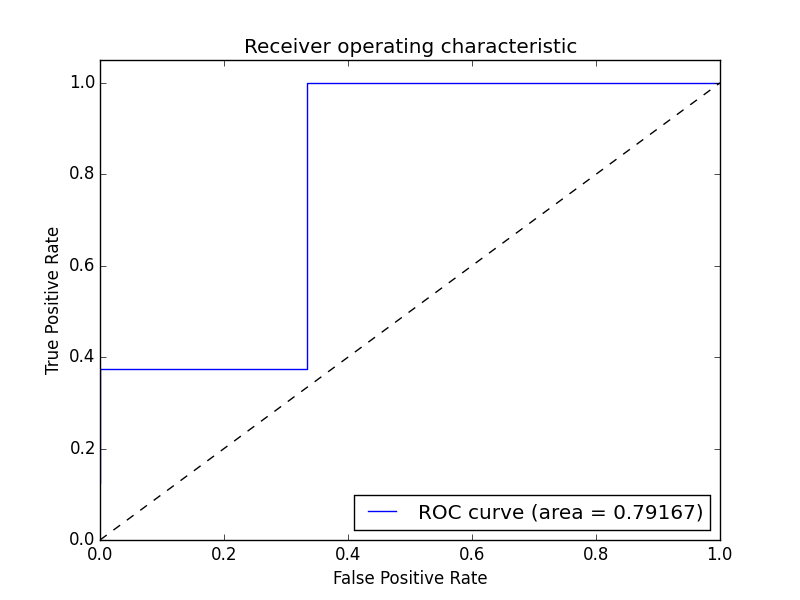 Receiver operating characteristic
True Positive Rate
1.0
0.8
0.6
0.4
0.2
0.0
ROC curve (area = 0.79167)
0.0 0.2 0.4 0.6 0.8 1.0
False Positive Rate